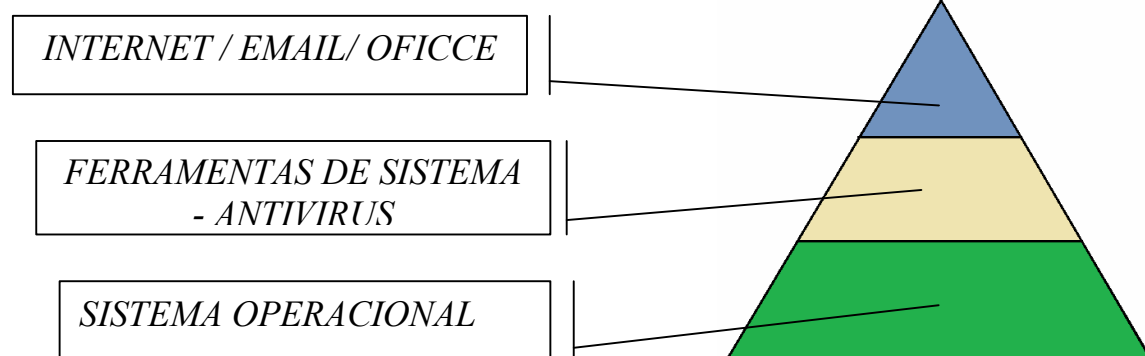 INTERNET / EMAIL/ OFICCE
FERRAMENTAS DE SISTEMA
- ANTIVIRUS
SISTEMA OPERACIONAL